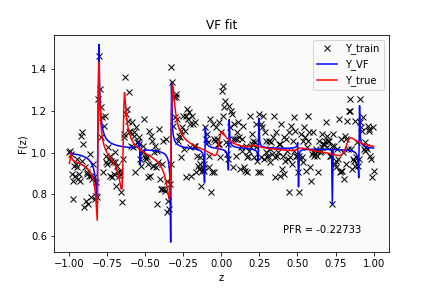 VF fit
Y_train
Y_VF
Y_true
F(z)
1.4
1.2
1.0
0.8
0.6
PFR = -0.22733
−1.00 −0.75 −0.50 −0.25 0.00 0.25 0.50 0.75 1.00
z